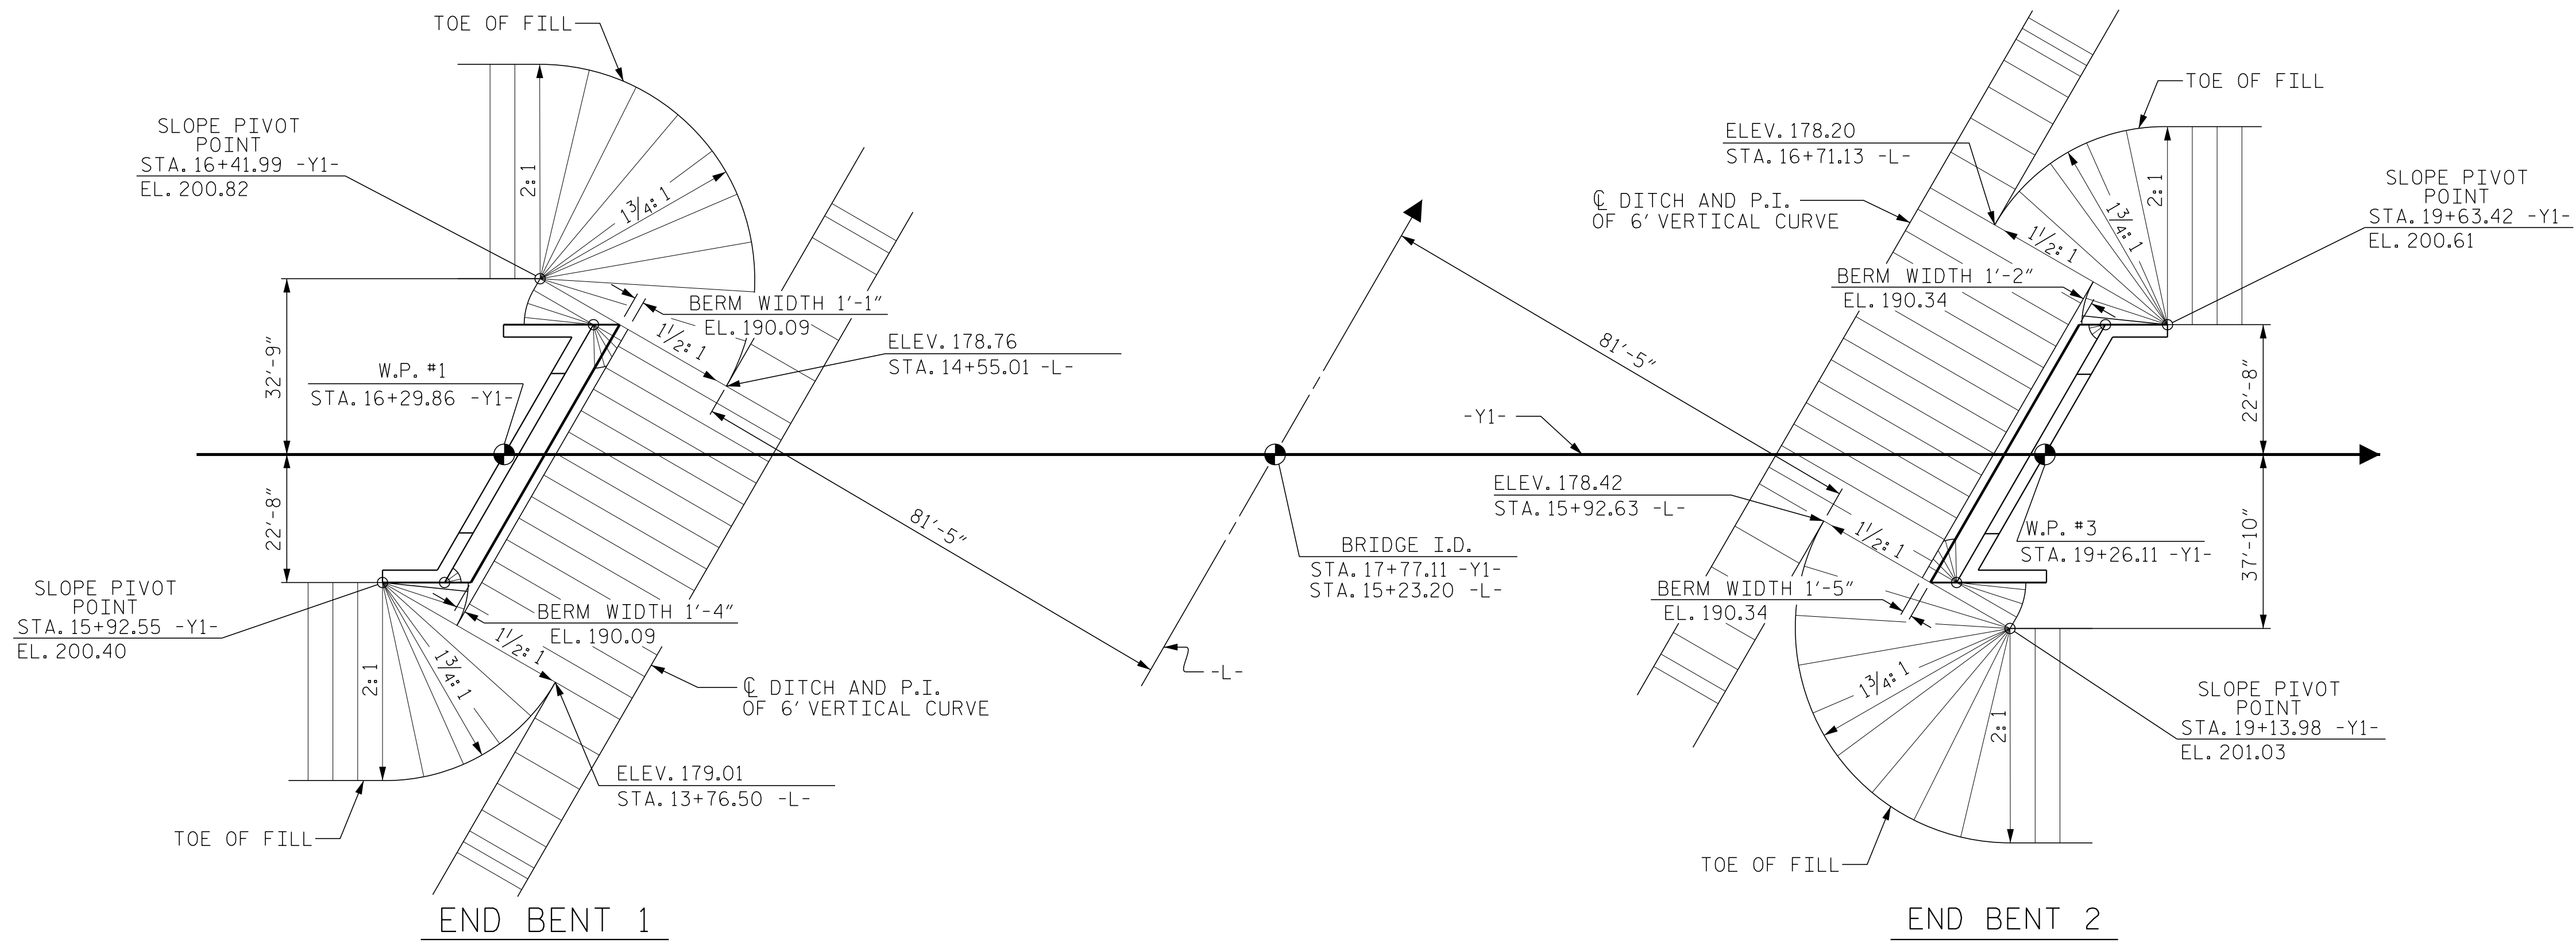 TOE OF FILL
SLOPE PIVOT
POINT
STA. 16+41.99 -Y1-
EL. 200.82
2:1
1 3/4:1
32'-9"
BERM WIDTH 1'-1"
EL. 190.09
1 1/2:1
ELEV. 178.76
STA. 14+55.01 -L-
W.P. #1
STA. 16+29.86 -Y1-
22'-8"
SLOPE PIVOT
POINT
STA. 15+92.55 -Y1-
EL. 200.40
BERM WIDTH 1'-4"
EL. 190.09
1 1/2:1
1 3/4:1
2:1
℄ DITCH AND P.I.
OF 6' VERTICAL CURVE
ELEV. 179.01
STA. 13+76.50 -L-
TOE OF FILL
END BENT 1
81'-5"
81'-5"
-Y1-
BRIDGE I.D.
STA. 17+77.11 -Y1-
STA. 15+23.20 -L-
-L-
TOE OF FILL
ELEV. 178.20
STA. 16+71.13 -L-
℄ DITCH AND P.I.
OF 6' VERTICAL CURVE
2:1
1 3/4:1
1 1/2:1
SLOPE PIVOT
POINT
STA. 19+63.42 -Y1-
EL. 200.61
BERM WIDTH 1'-2"
EL. 190.34
22'-8"
ELEV. 178.42
STA. 15+92.63 -L-
1 1/2:1
W.P. #3
STA. 19+26.11 -Y1-
37'-10"
BERM WIDTH 1'-5"
EL. 190.34
1 3/4:1
2:1
SLOPE PIVOT
POINT
STA. 19+13.98 -Y1-
EL. 201.03
TOE OF FILL
END BENT 2